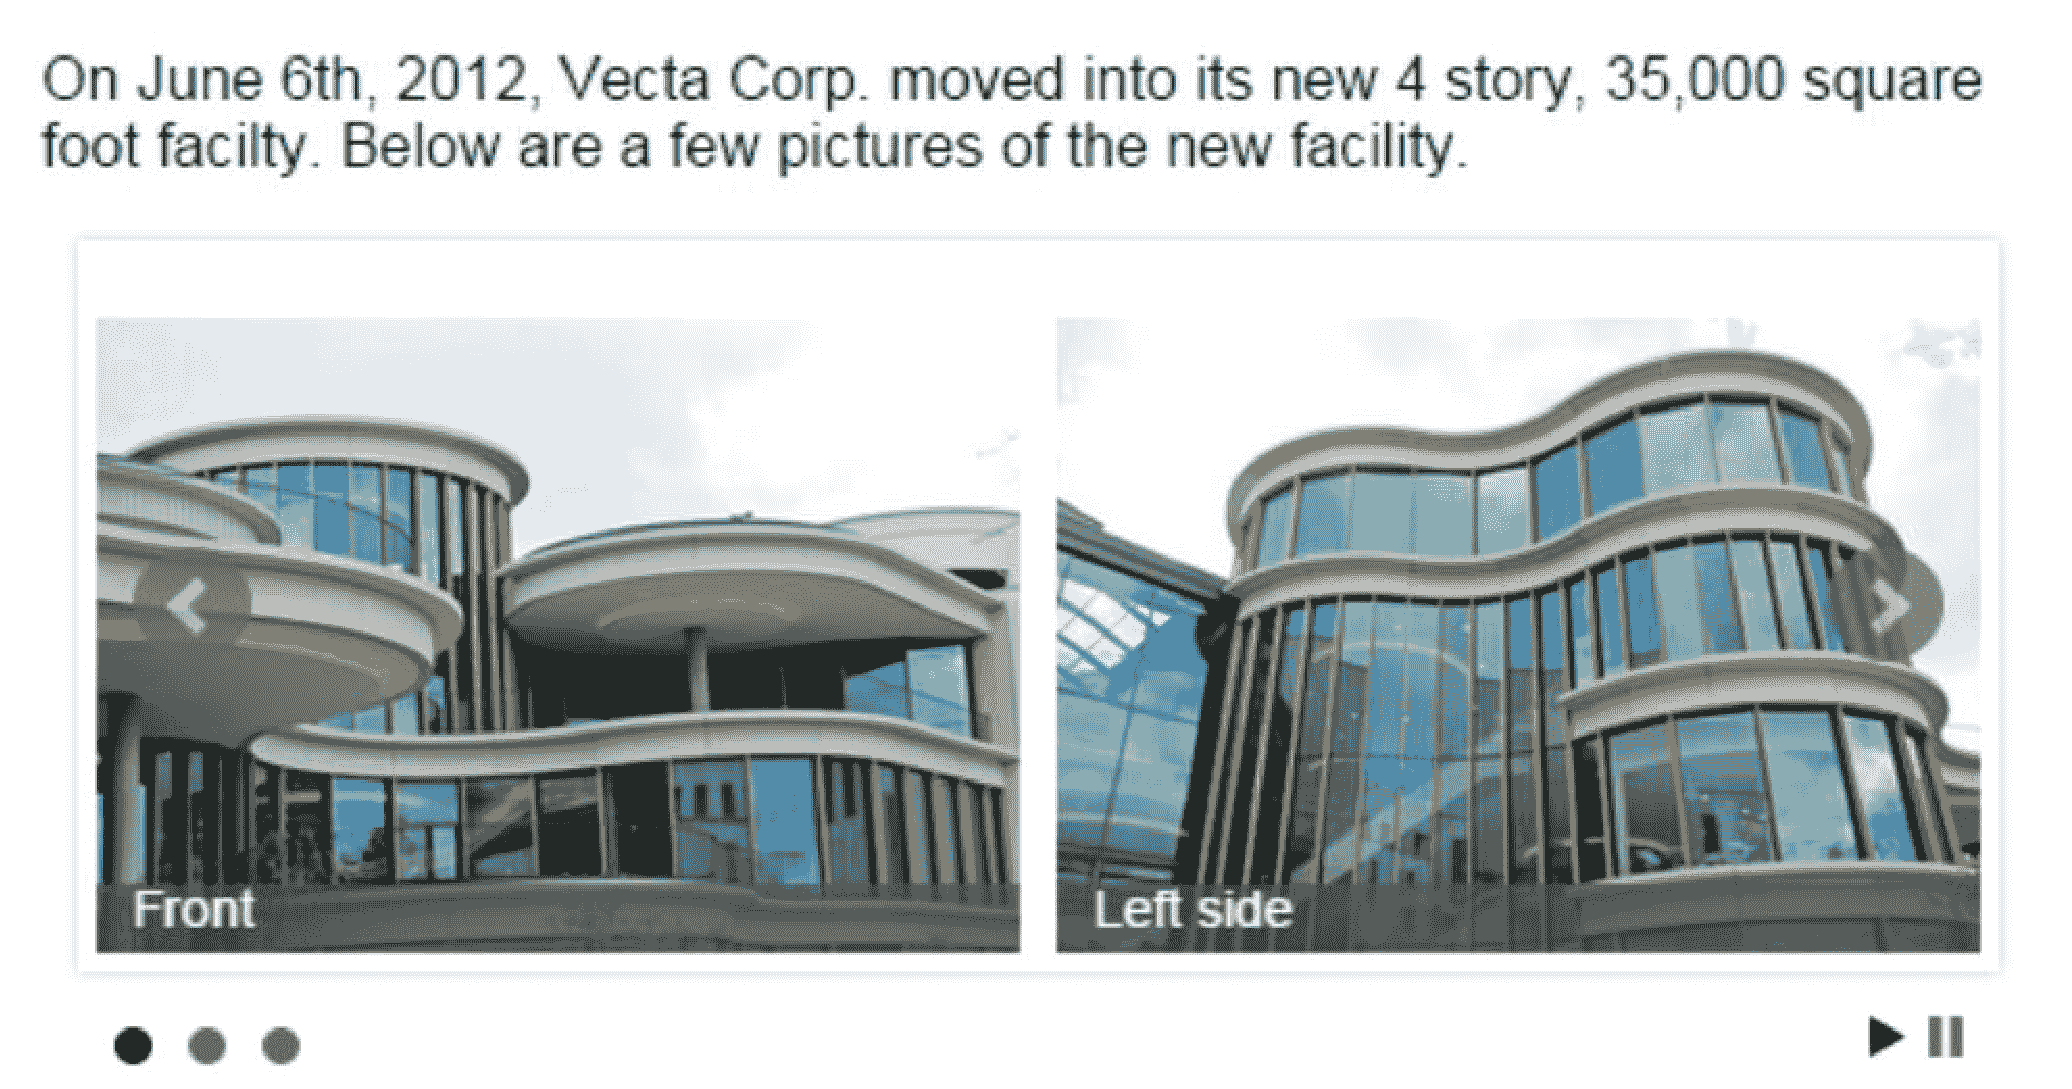 On June 6th, 2012, Vecta Corp. moved into its new 4 story, 35,000 square
foot facilty. Below are a few pictures of the new facility.
Front
Left side